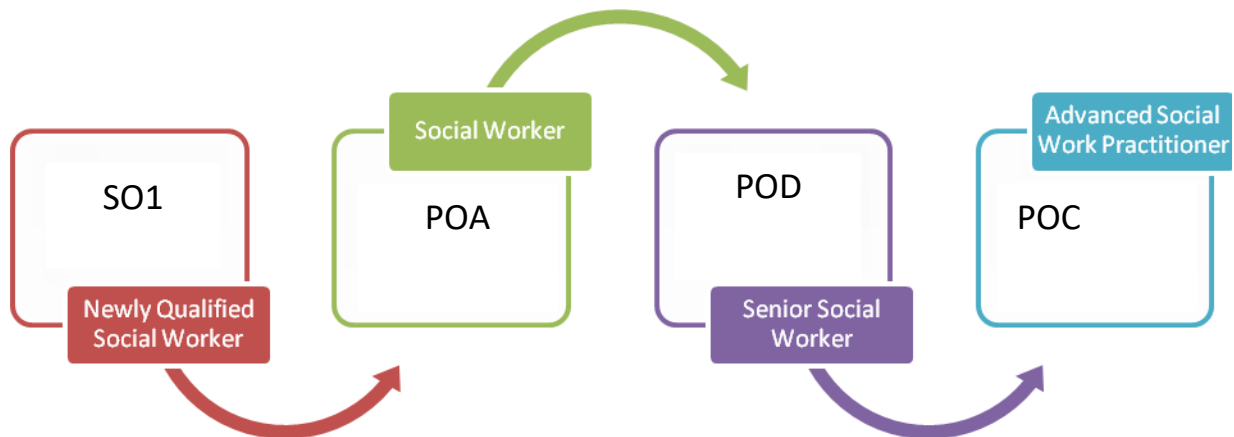 SO1
Newly Qualified
Social Worker
Social Worker
POA
POD
Senior Social
Worker
Advanced Social
Work Practitioner
POC